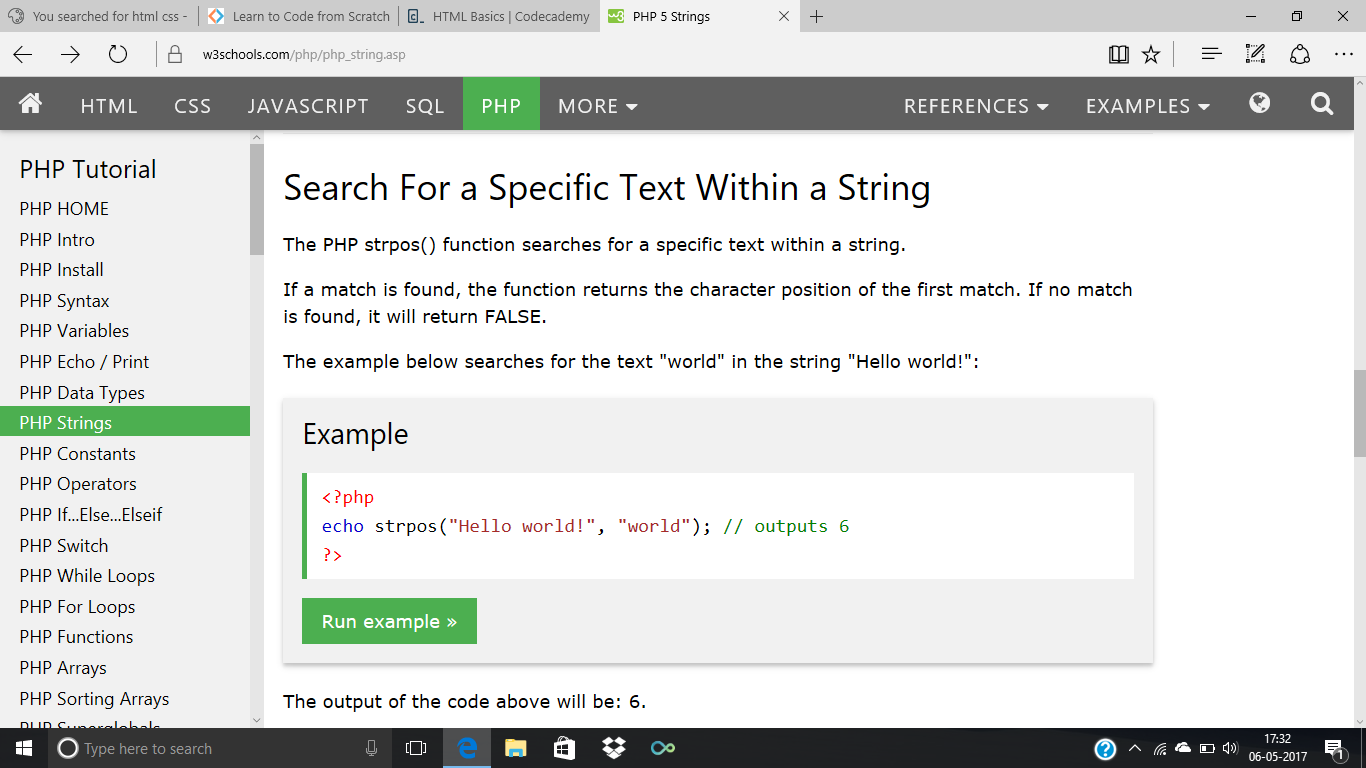 You searched for html css -
Learn to Code from Scratch
HTML Basics | Codecademy
PHP 5 Strings
w3schools.com/php/php_string.asp
HTML CSS JAVASCRIPT SQL PHP MORE REFERENCES EXAMPLES
PHP Tutorial
PHP HOME
PHP Intro
PHP Install
PHP Syntax
PHP Variables
PHP Echo / Print
PHP Data Types
PHP Strings
PHP Constants
PHP Operators
PHP If...Else...Elseif
PHP Switch
PHP While Loops
PHP For Loops
PHP Functions
PHP Arrays
PHP Sorting Arrays
PHP Superglobals
Search For a Specific Text Within a String
The PHP strpos() function searches for a specific text within a string.
If a match is found, the function returns the character position of the first match. If no match
is found, it will return FALSE.
The example below searches for the text "world" in the string "Hello world!":
Example
<?php
echo strpos("Hello world!", "world"); // outputs 6
?>
Run example »
The output of the code above will be: 6.
Type here to search
17:32
06-05-2017
1